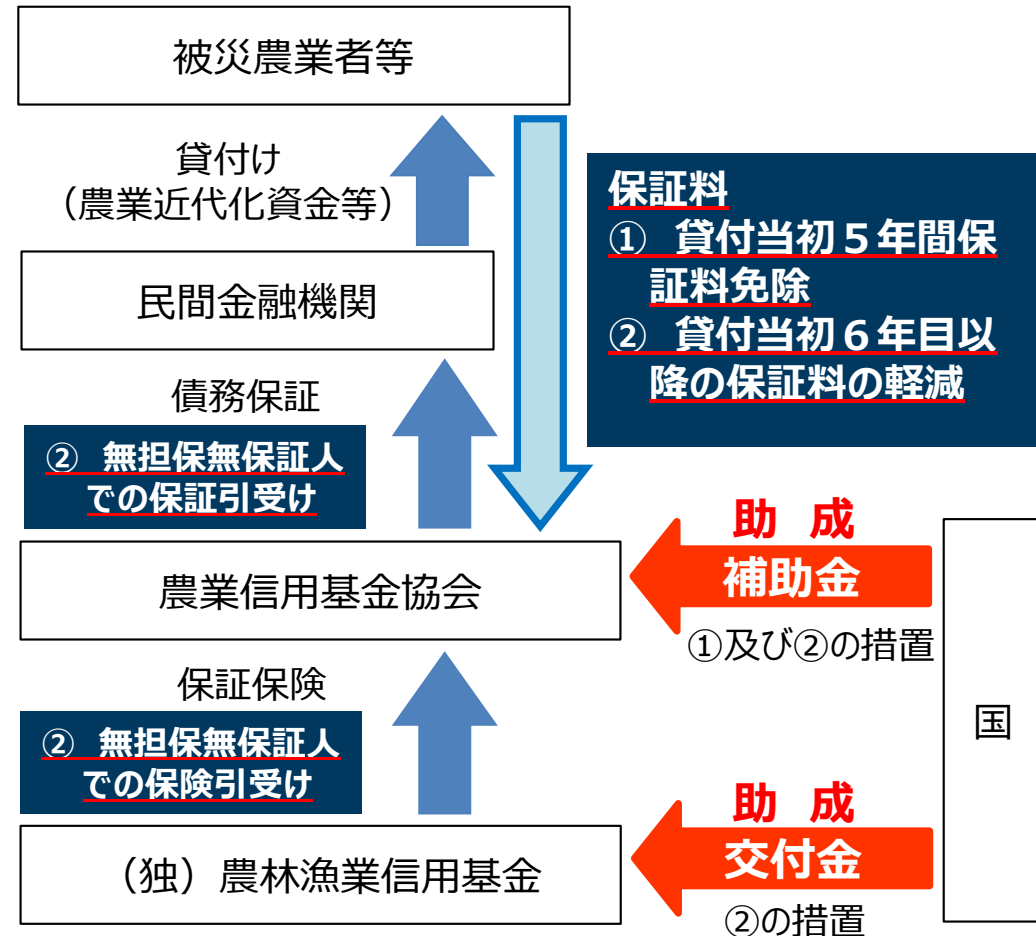 被災農業者等
貸付け
（農業近代化資金等）
保証料
① 貸付当初５年間保
証料免除
② 貸付当初６年目以
降の保証料の軽減
民間金融機関
債務保証
② 無担保無保証人
での保証引受け
農業信用基金協会
助 成
補助金
①及び②の措置
保証保険
② 無担保無保証人
での保険引受け
国
（独）農林漁業信用基金
助 成
交付金
②の措置